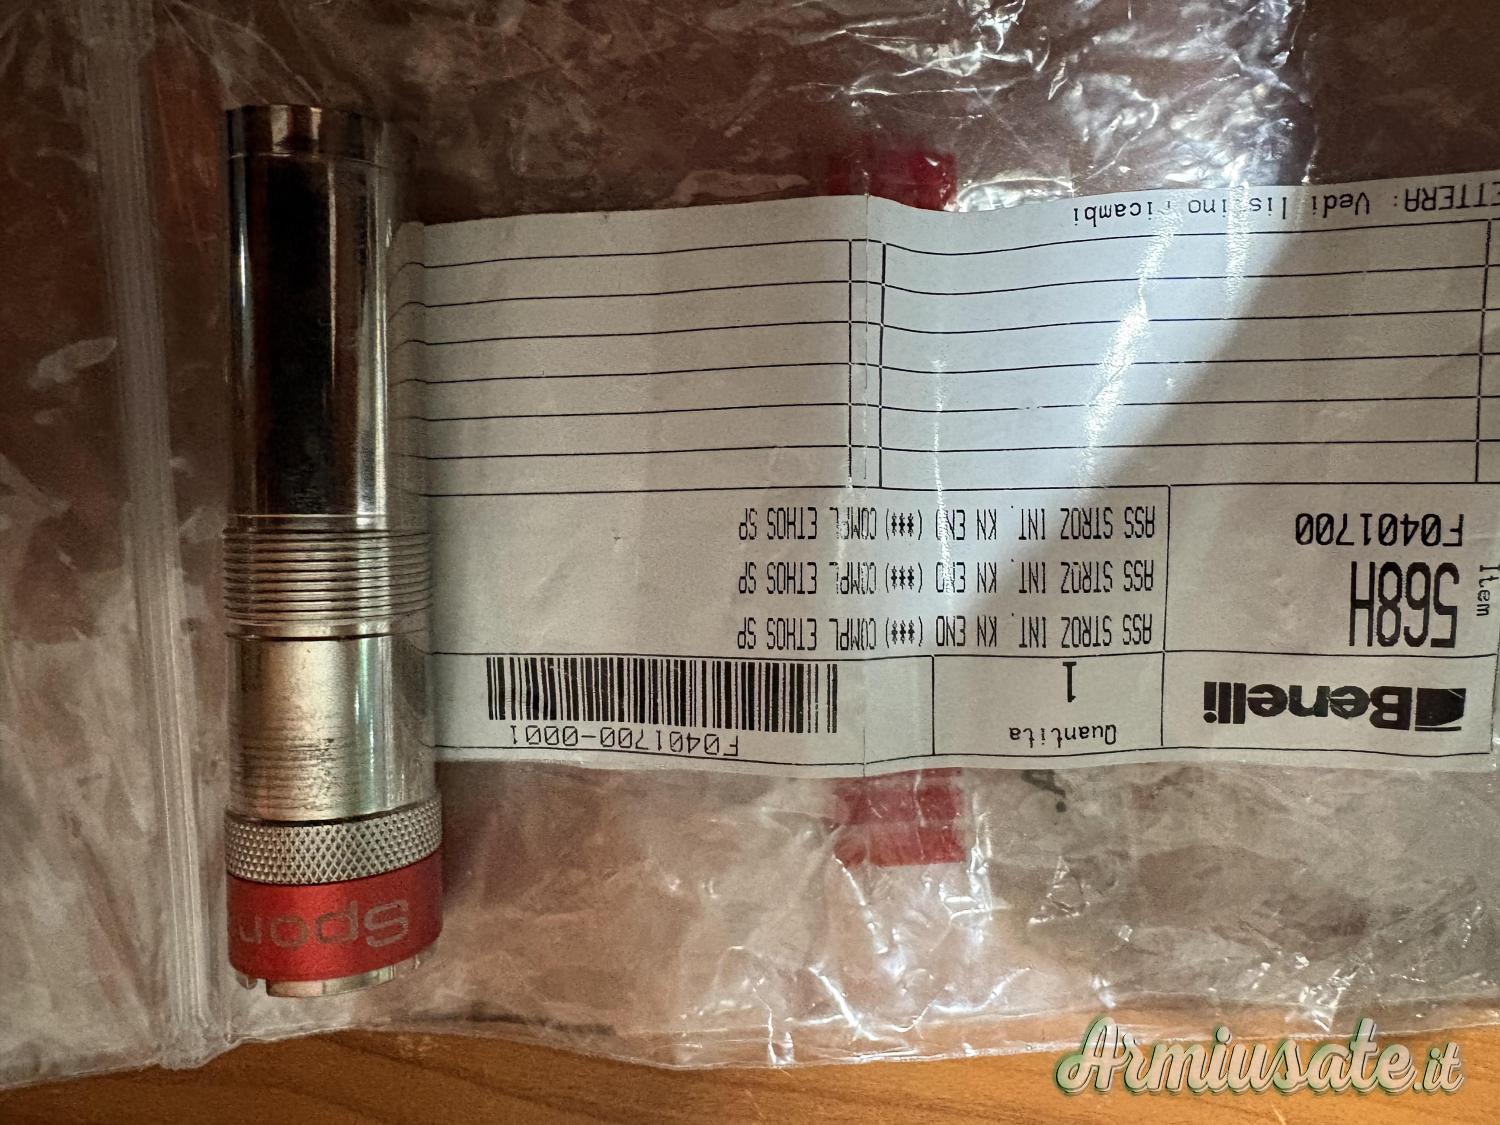 Benelli
Quantita
1
F0401700-0001
Item
568H
F0401700
ASS STROZ INT. KN END (***) COMPL ETHOS SP
ASS STROZ INT. KN END (***) COMPL ETHOS SP
ASS STROZ INT. KN END (***) COMPL ETHOS SP
ETTERA: Vedi listino ricambi
Spor
Armiusate.it